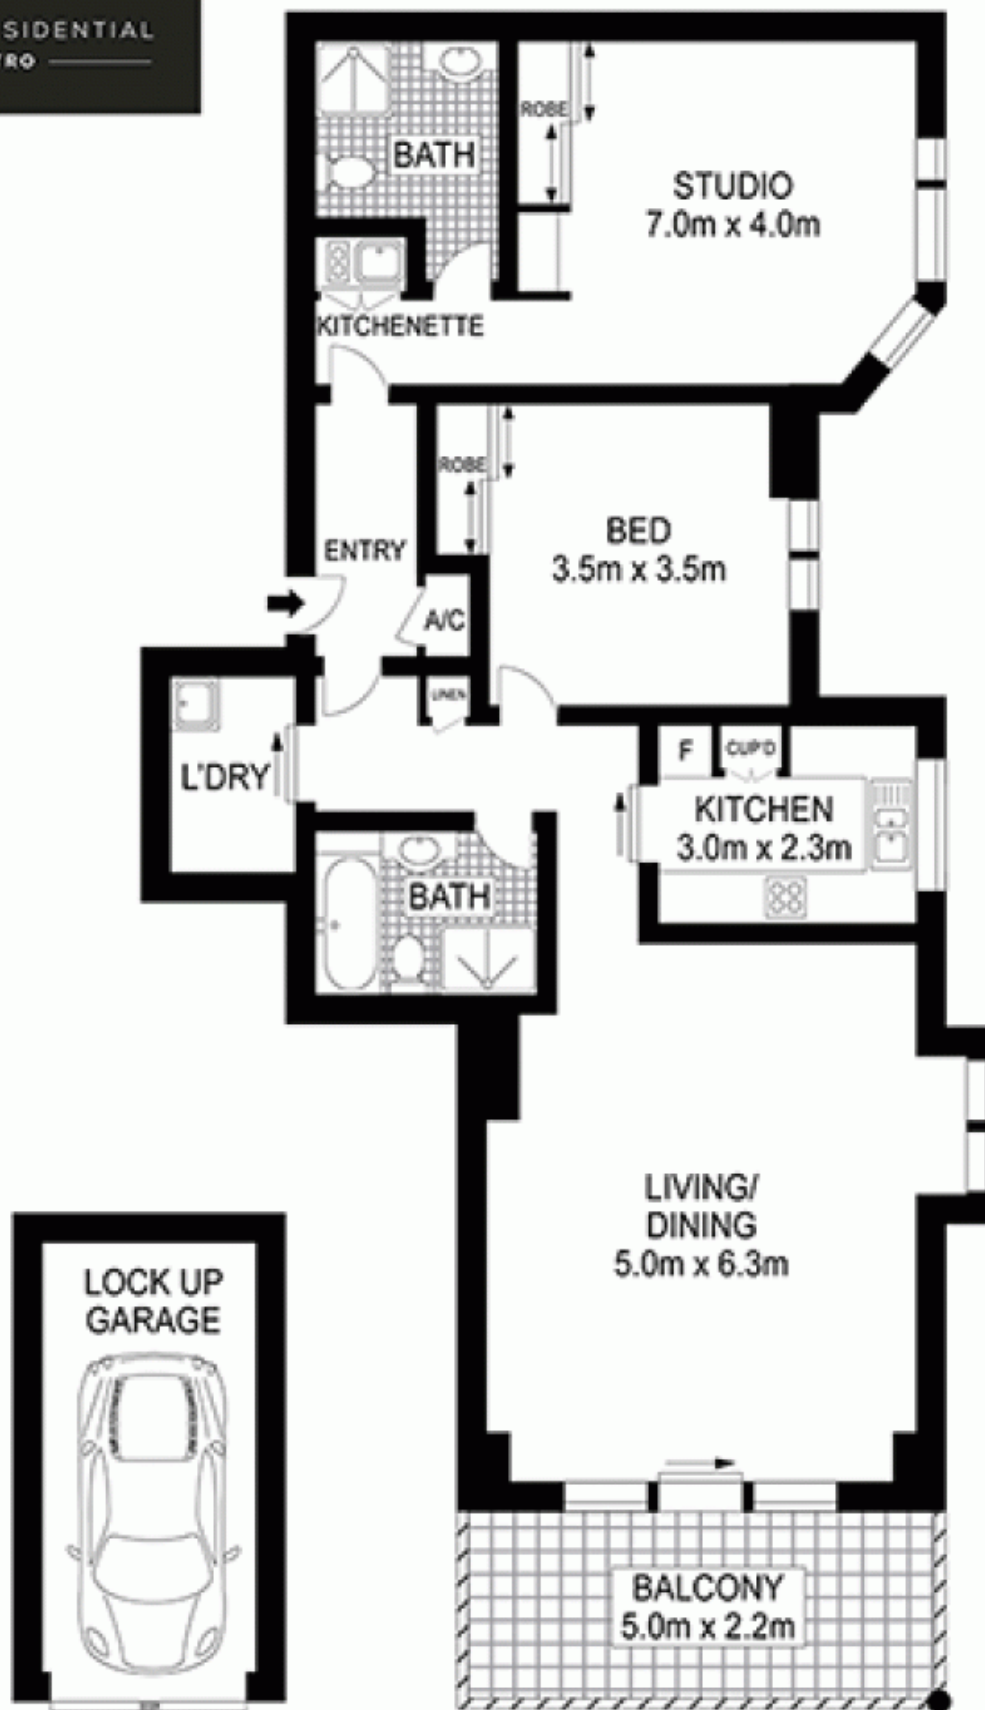 SIDENTIAL
TRO
BATH
ROBE
STUDIO
7.0m x 4.0m
KITCHENETTE
ROBE
BED
3.5m x 3.5m
ENTRY
A/C
LINEN
L'DRY
F
CUP'D
KITCHEN
3.0m x 2.3m
BATH
LIVING/
DINING
5.0m x 6.3m
LOCK UP
GARAGE
BALCONY
5.0m x 2.2m